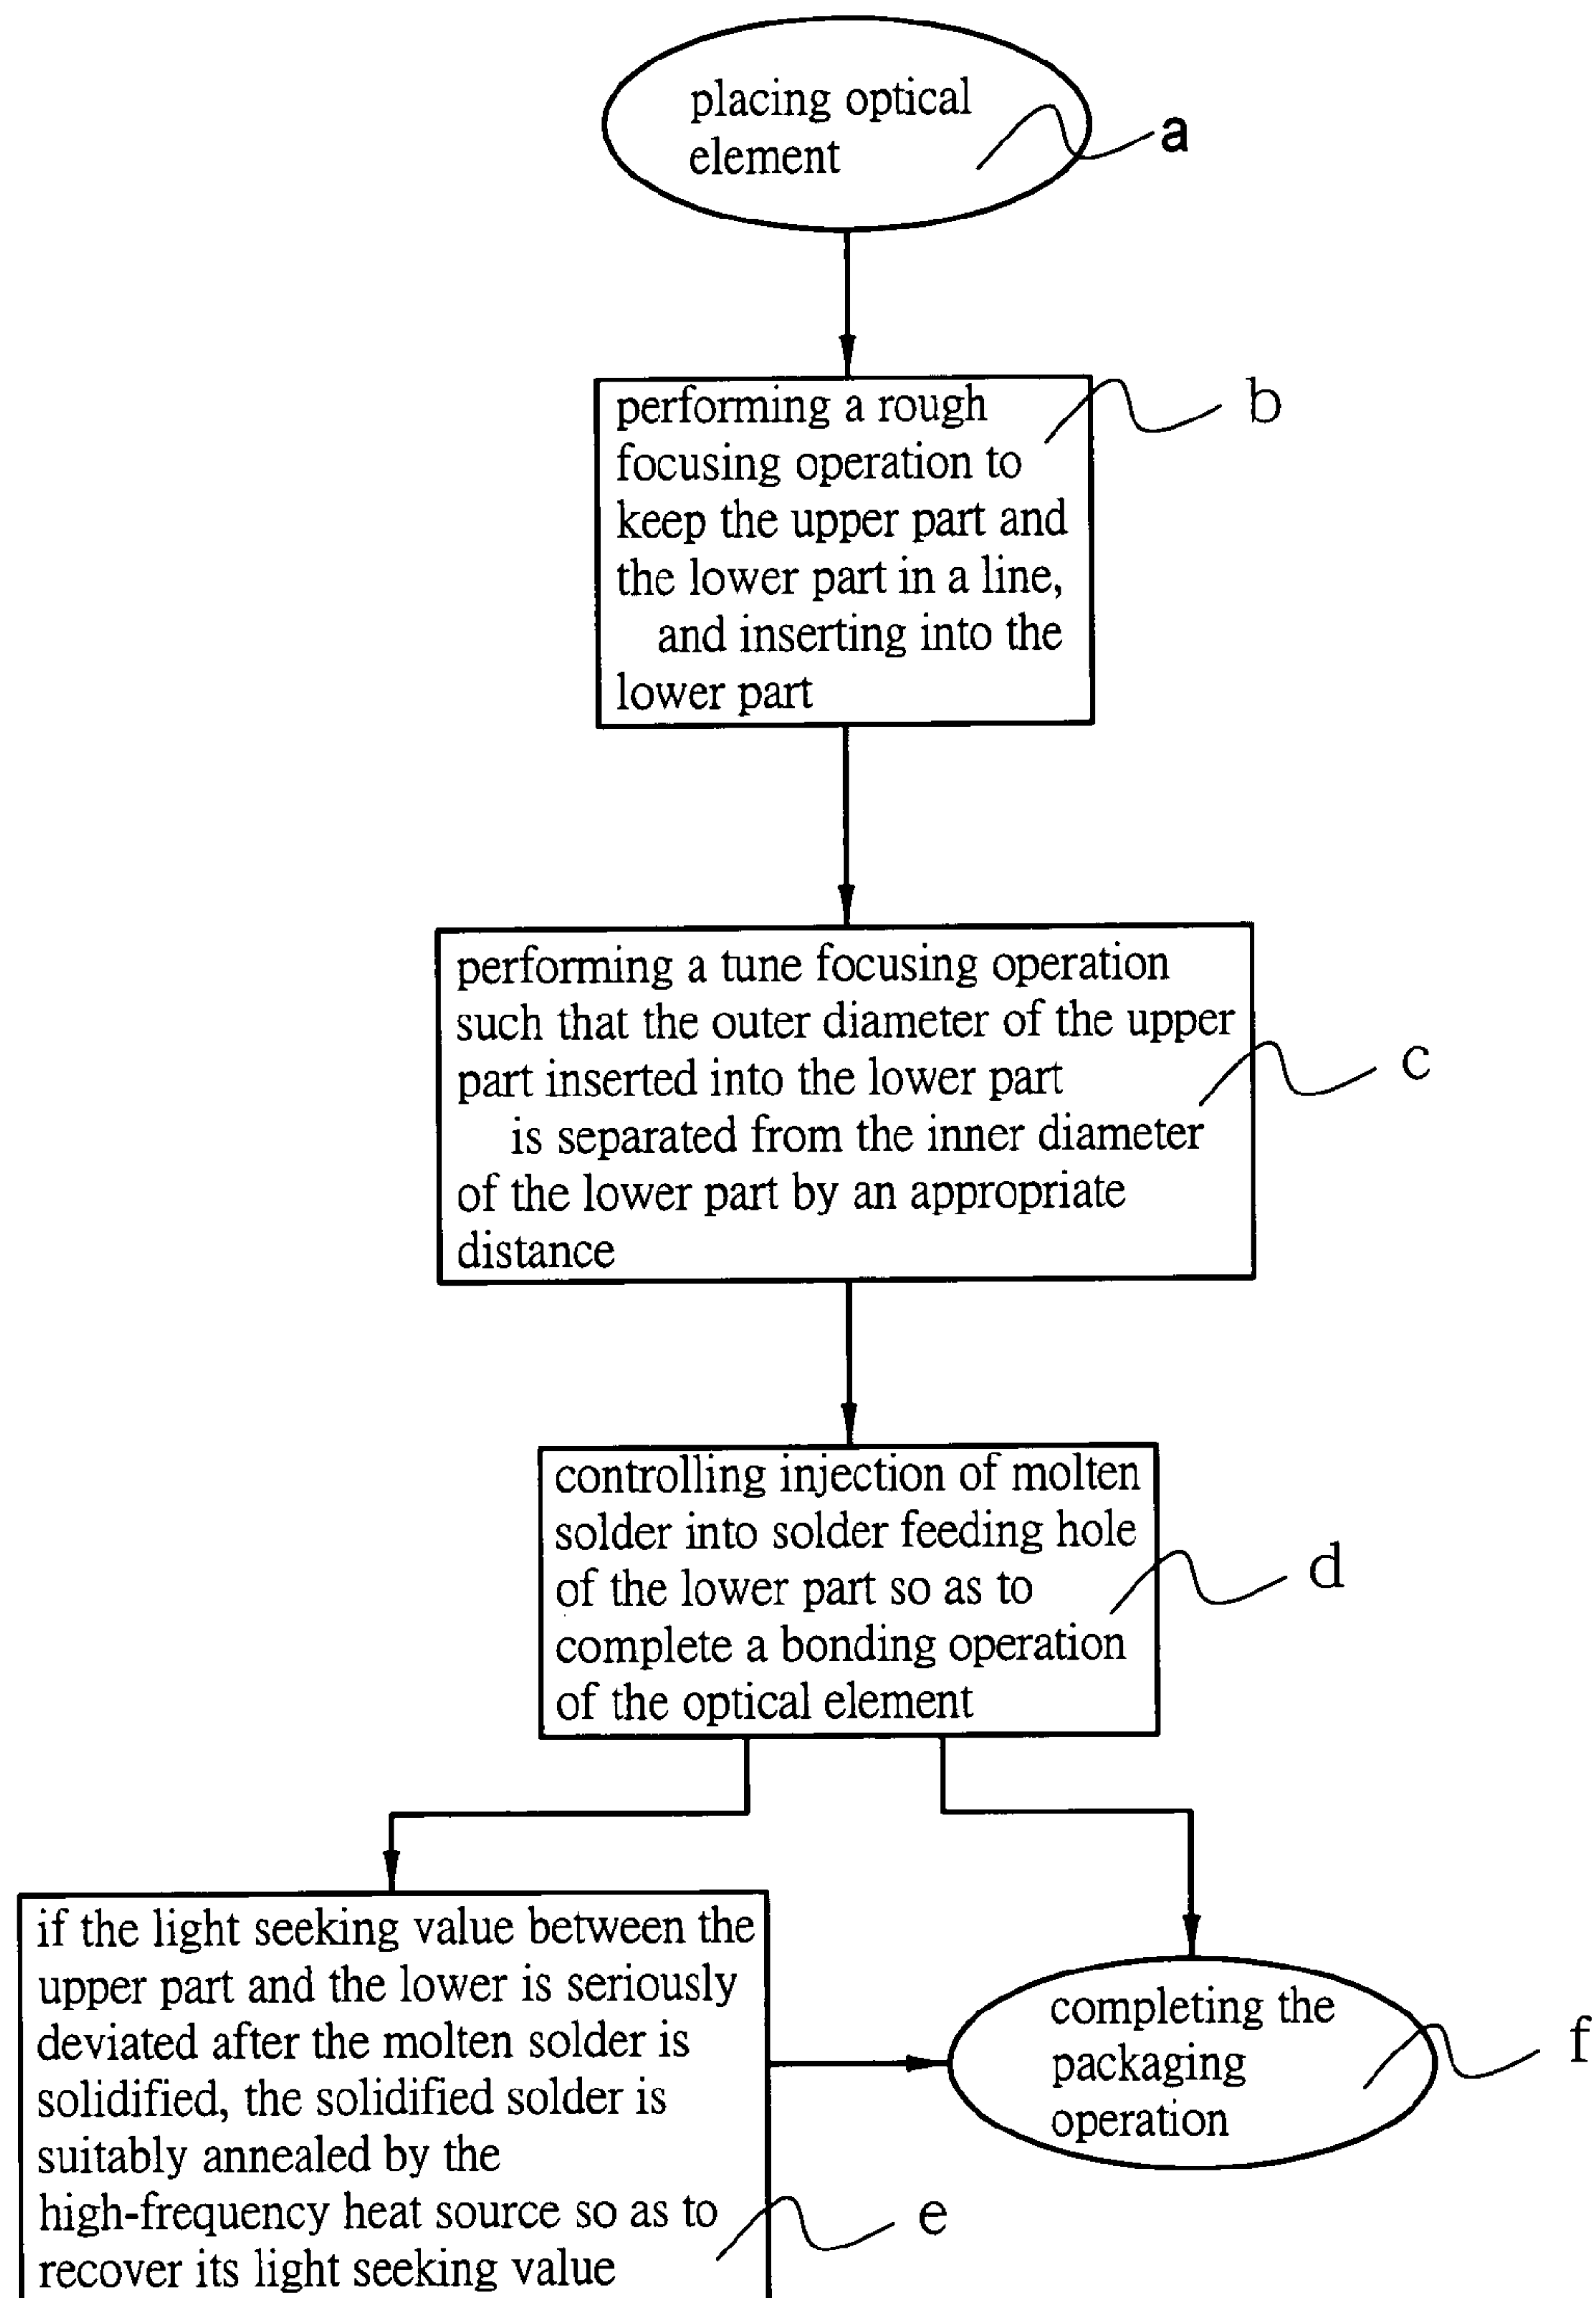 placing optical
element
a
performing a rough
focusing operation to
keep the upper part and
the lower part in a line,
and inserting into the
lower part
b
performing a tune focusing operation
such that the outer diameter of the upper
part inserted into the lower part
is separated from the inner diameter
of the lower part by an appropriate
distance
c
controlling injection of molten
solder into solder feeding hole
of the lower part so as to
complete a bonding operation
of the optical element
d
if the light seeking value between the
upper part and the lower is seriously
deviated after the molten solder is
solidified, the solidified solder is
suitably annealed by the
high-frequency heat source so as to
recover its light seeking value
e
completing the
packaging
operation
f